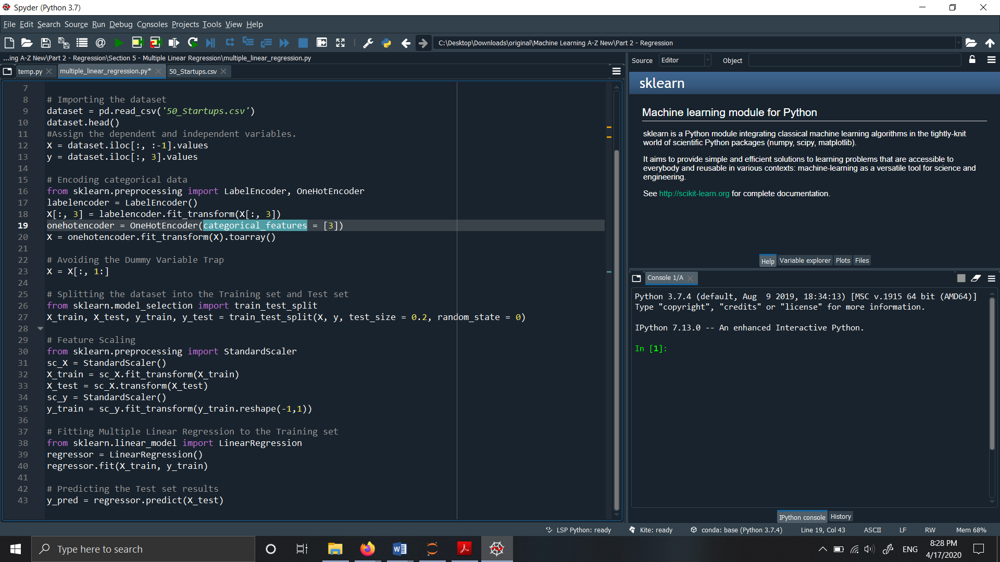 Spyder (Python 3.7)
File Edit Search Source Run Debug Consoles Projects Tools View Help
C:\Desktop\Downloads\original\Machine Learning A-Z New\Part 2 - Regression
...ing A-Z New\Part 2 - Regression\Section 5 - Multiple Linear Regression\multiple_linear_regression.py
temp.py multiple_linear_regression.py* 50_Startups.csv
7
8 # Importing the dataset
9 dataset = pd.read_csv('50_Startups.csv')
10 dataset.head()
11 #Assign the dependent and independent variables.
12 X = dataset.iloc[:, :-1].values
13 y = dataset.iloc[:, 3].values
14
15 # Encoding categorical data
16 from sklearn.preprocessing import LabelEncoder, OneHotEncoder
17 labelencoder = LabelEncoder()
18 X[:, 3] = labelencoder.fit_transform(X[:, 3])
19 onehotencoder = OneHotEncoder(categorical_features = [3])
20 X = onehotencoder.fit_transform(X).toarray()
21
22 # Avoiding the Dummy Variable Trap
23 X = X[:, 1:]
24
25 # Splitting the dataset into the Training set and Test set
26 from sklearn.model_selection import train_test_split
27 X_train, X_test, y_train, y_test = train_test_split(X, y, test_size = 0.2, random_state = 0)
28
29 # Feature Scaling
30 from sklearn.preprocessing import StandardScaler
31 sc_X = StandardScaler()
32 X_train = sc_X.fit_transform(X_train)
33 X_test = sc_X.transform(X_test)
34 sc_y = StandardScaler()
35 y_train = sc_y.fit_transform(y_train.reshape(-1,1))
36
37 # Fitting Multiple Linear Regression to the Training set
38 from sklearn.linear_model import LinearRegression
39 regressor = LinearRegression()
40 regressor.fit(X_train, y_train)
41
42 # Predicting the Test set results
43 y_pred = regressor.predict(X_test)
Source Editor Object
sklearn
Machine learning module for Python
sklearn is a Python module integrating classical machine learning algorithms in the tightly-knit
world of scientific Python packages (numpy, scipy, matplotlib).
It aims to provide simple and efficient solutions to learning problems that are accessible to
everybody and reusable in various contexts: machine-learning as a versatile tool for science and
engineering.
See http://scikit-learn.org for complete documentation.
Help Variable explorer Plots Files
Console 1/A
Python 3.7.4 (default, Aug  9 2019, 18:34:13) [MSC v.1915 64 bit (AMD64)]
Type "copyright", "credits" or "license" for more information.
IPython 7.13.0 -- An enhanced Interactive Python.
In [1]:
IPython console History
LSP Python: ready Kite: ready conda: base (Python 3.7.4) Line 19, Col 43 ASCII LF RW Mem 68%
Type here to search
ENG
8:28 PM
4/17/2020